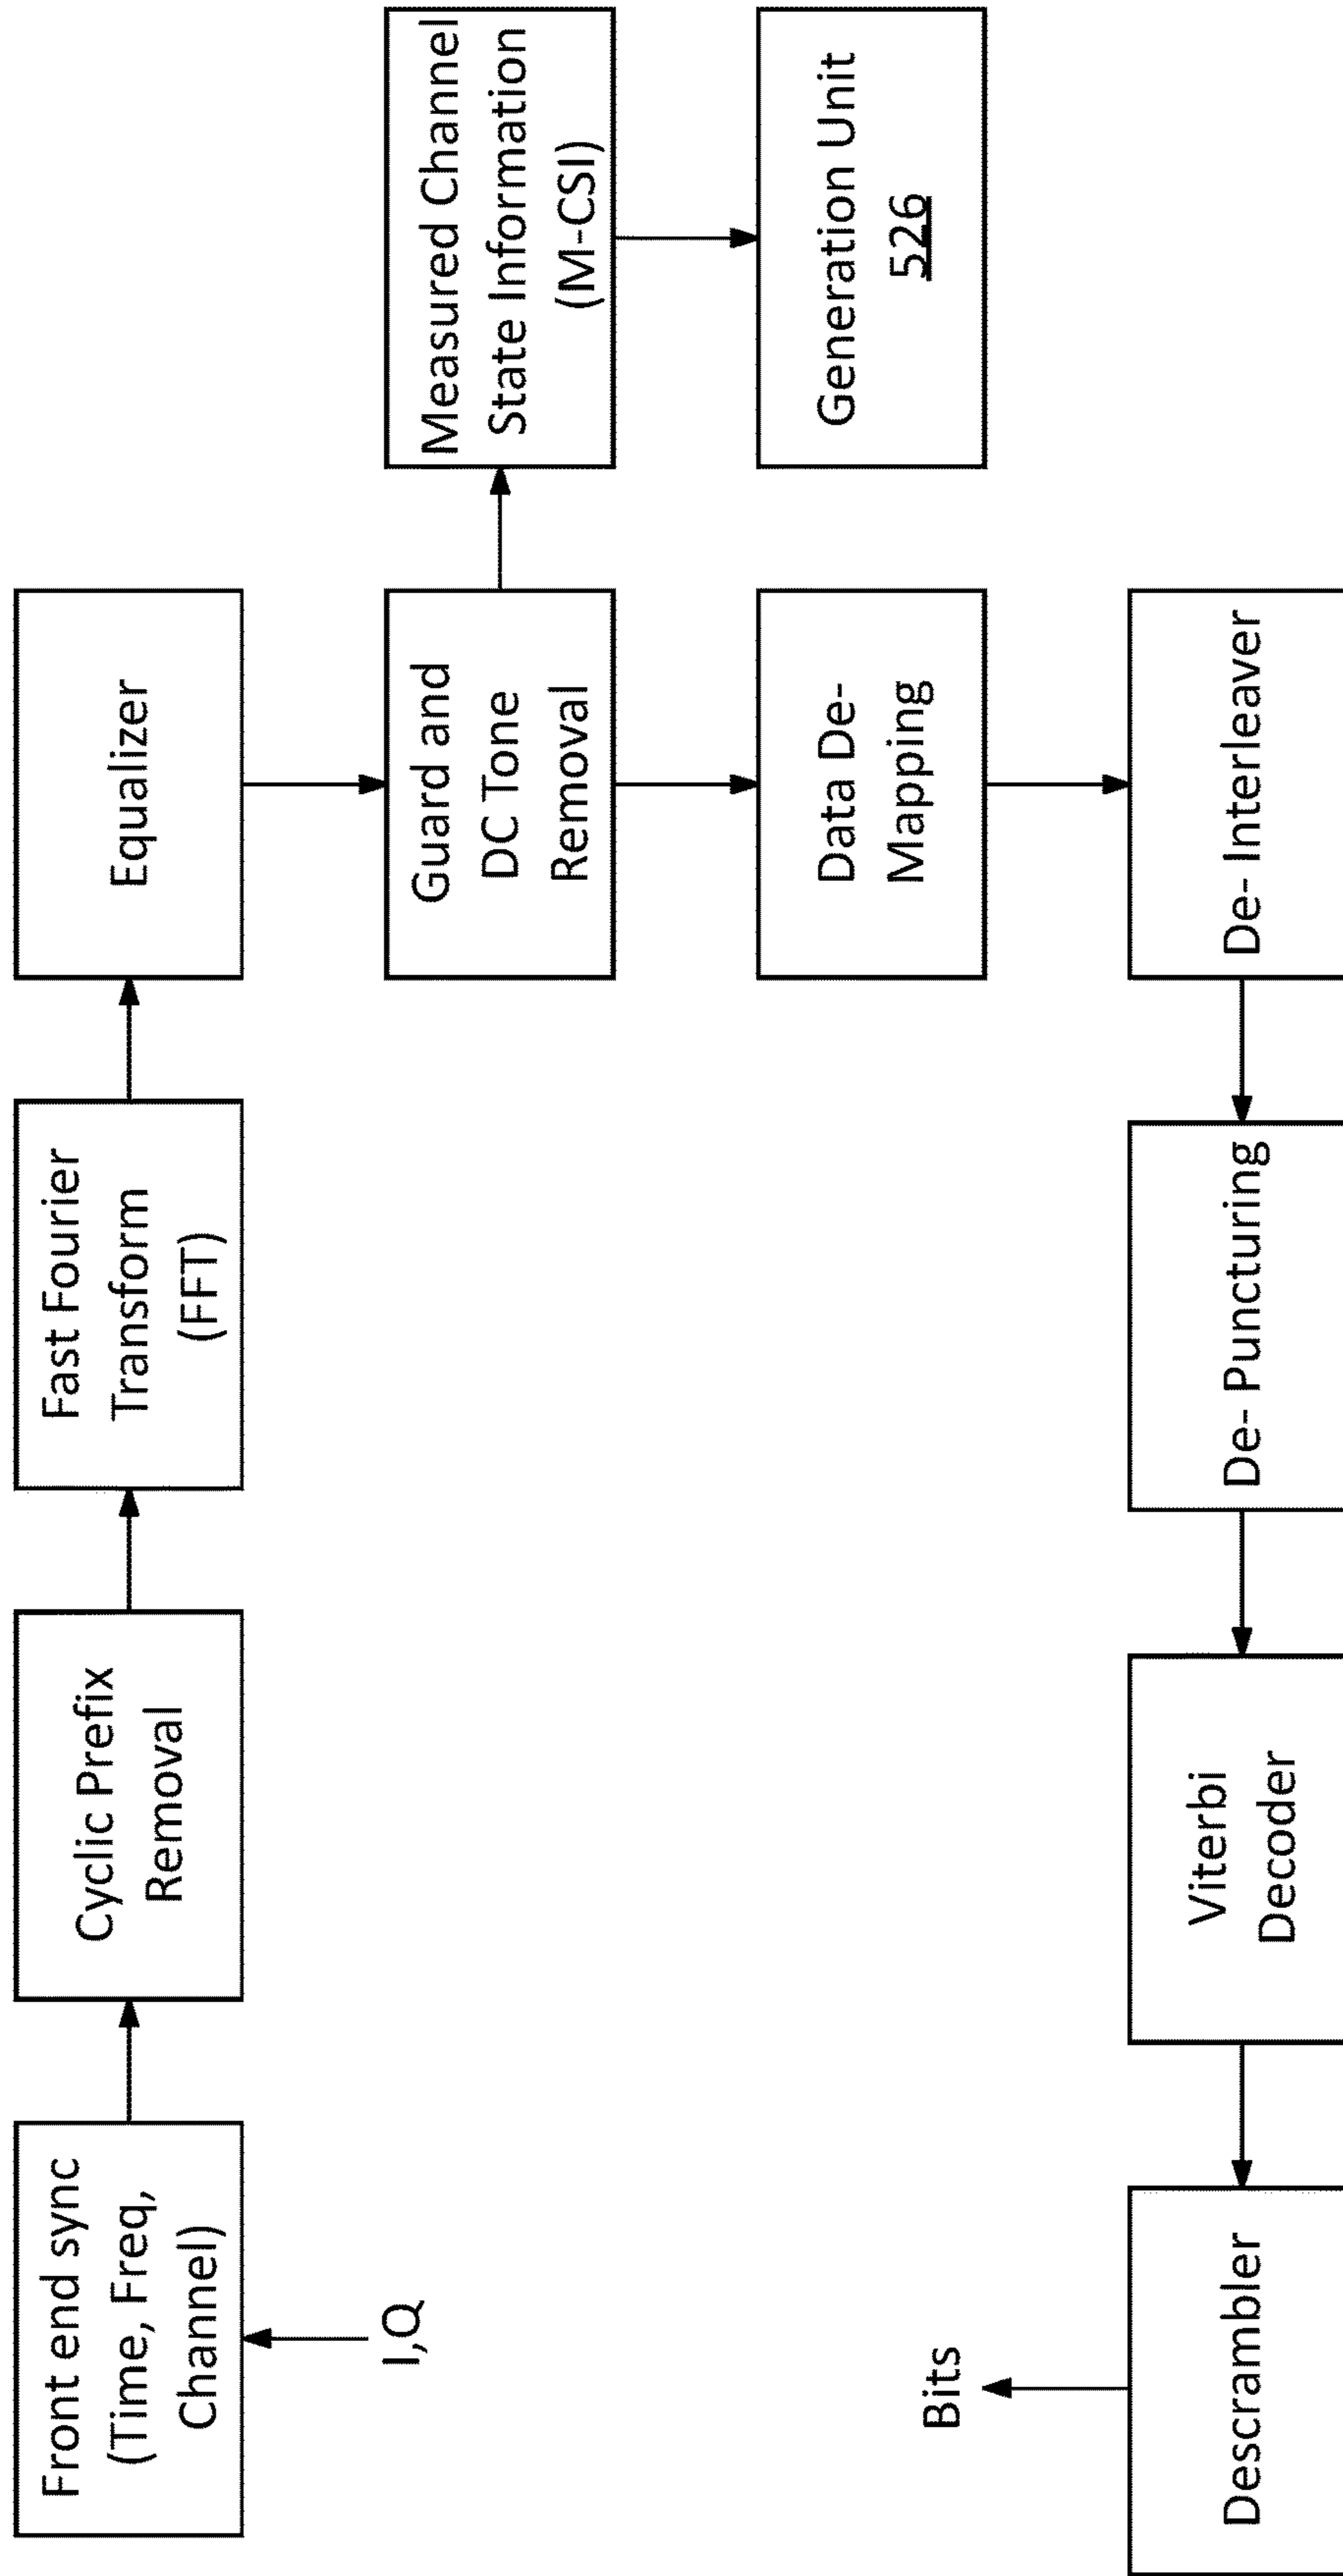 Front end sync
(Time, Freq,
Channel)
Cyclic Prefix
Removal
Fast Fourier
Transform
(FFT)
Equalizer
I,Q
Guard and
DC Tone
Removal
Measured Channel
State Information
(M-CSI)
Data De-
Mapping
Generation Unit
526
Bits
Descrambler
Viterbi
Decoder
De- Puncturing
De- Interleaver